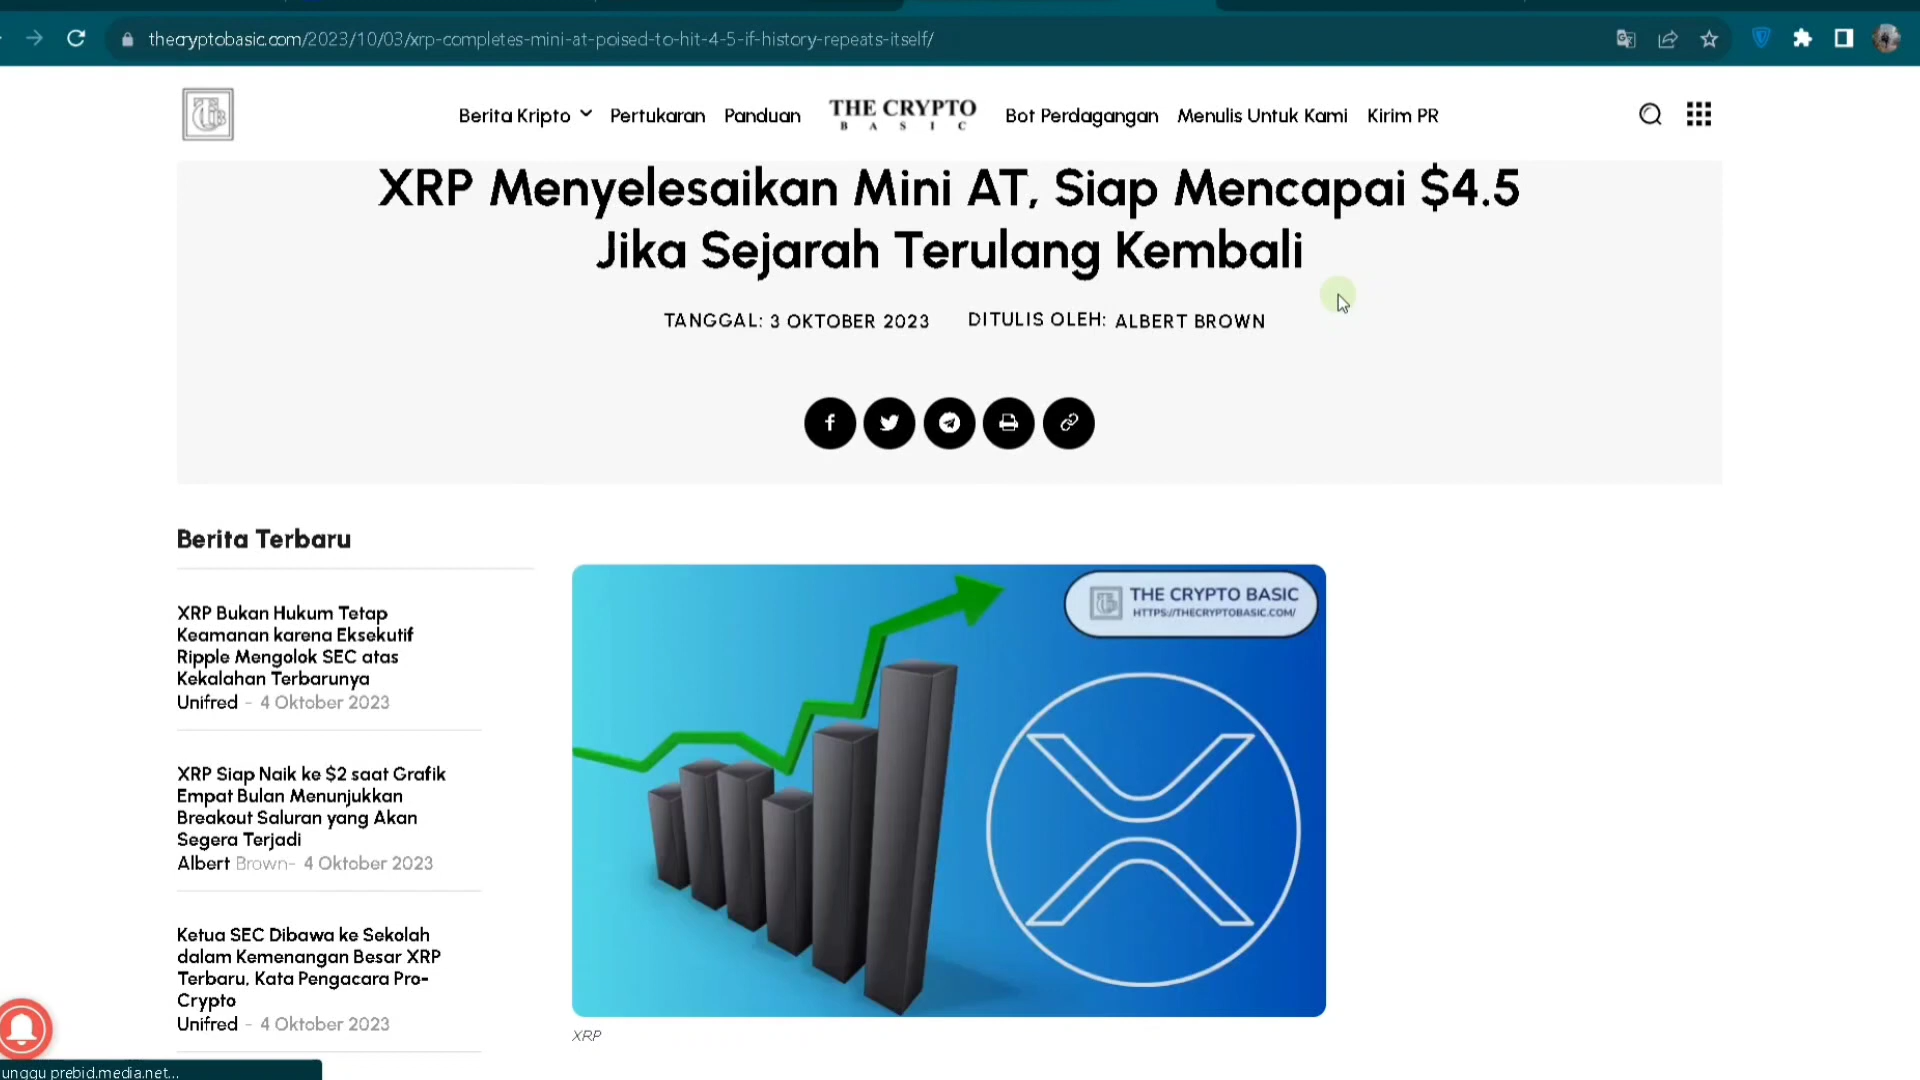 thecryptobasic.com/2023/10/03/xrp-completes-mini-at-poised-to-hit-4-5-if-history-repeats-itself/
Berita Kripto Pertukaran Panduan THE CRYPTO BASIC Bot Perdagangan Menulis Untuk Kami Kirim PR
XRP Menyelesaikan Mini AT, Siap Mencapai $4.5
Jika Sejarah Terulang Kembali
TANGGAL: 3 OKTOBER 2023 DITULIS OLEH: ALBERT BROWN
Berita Terbaru
XRP Bukan Hukum Tetap
Keamanan karena Eksekutif
Ripple Mengolok SEC atas
Kekalahan Terbarunya
Unifred - 4 Oktober 2023
XRP Siap Naik ke $2 saat Grafik
Empat Bulan Menunjukkan
Breakout Saluran yang Akan
Segera Terjadi
Albert Brown- 4 Oktober 2023
Ketua SEC Dibawa ke Sekolah
dalam Kemenangan Besar XRP
Terbaru, Kata Pengacara Pro-
Crypto
Unifred - 4 Oktober 2023
THE CRYPTO BASIC
HTTPS://THECRYPTOBASIC.COM/
XRP
unggu prebid.media.net...